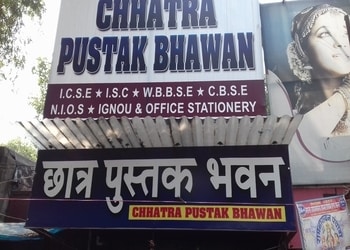 CHHATRA
PUSTAK BHAWAN
I.C.S.E ★ I.S.C ★ W.B.B.S.E ★ C.B.S.E
N.I.O.S ★ IGNOU & OFFICE STATIONERY
छात्र पुस्तक भवन
CHHATRA PUSTAK BHAWAN